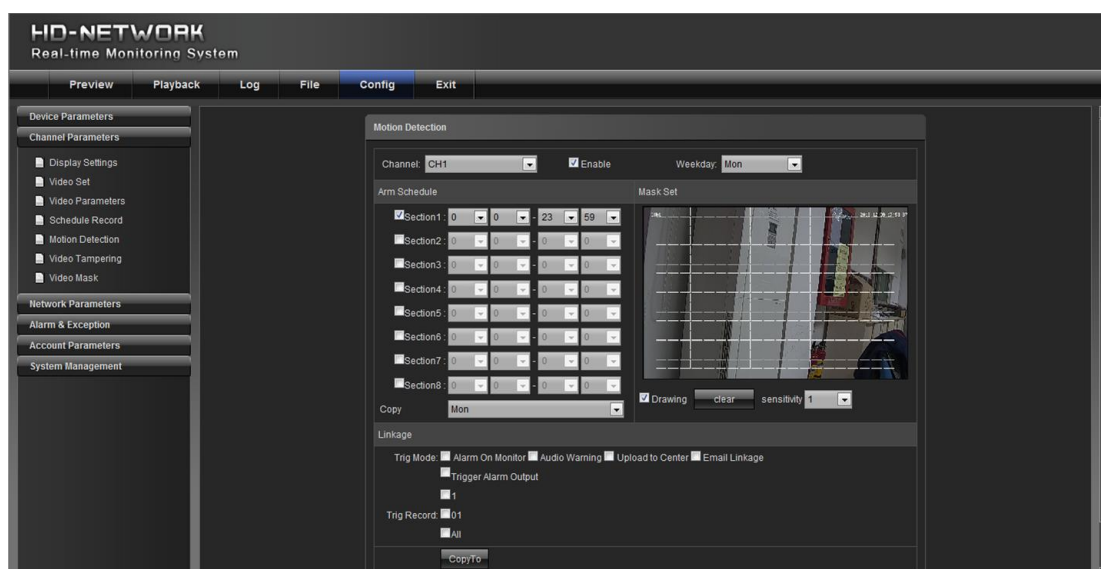 HD-NETWORK
Real-time Monitoring System
Preview Playback Log File Config Exit
Device Parameters
Channel Parameters
Display Settings
Video Set
Video Parameters
Schedule Record
Motion Detection
Video Tampering
Video Mask
Network Parameters
Alarm & Exception
Account Parameters
System Management
Motion Detection
Channel: CH1 Enable Weekday: Mon
Arm Schedule Mask Set
Section1 : 0 0 - 23 59
Section2 : 0 0 - 0 0
Section3 : 0 0 - 0 0
Section4 : 0 0 - 0 0
Section5 : 0 0 - 0 0
Section6 : 0 0 - 0 0
Section7 : 0 0 - 0 0
Section8 : 0 0 - 0 0
Copy Mon
Drawing clear sensitivity 1
Linkage
Trig Mode: Alarm On Monitor Audio Warning Upload to Center Email Linkage
Trigger Alarm Output
1
Trig Record: 01
All
CopyTo